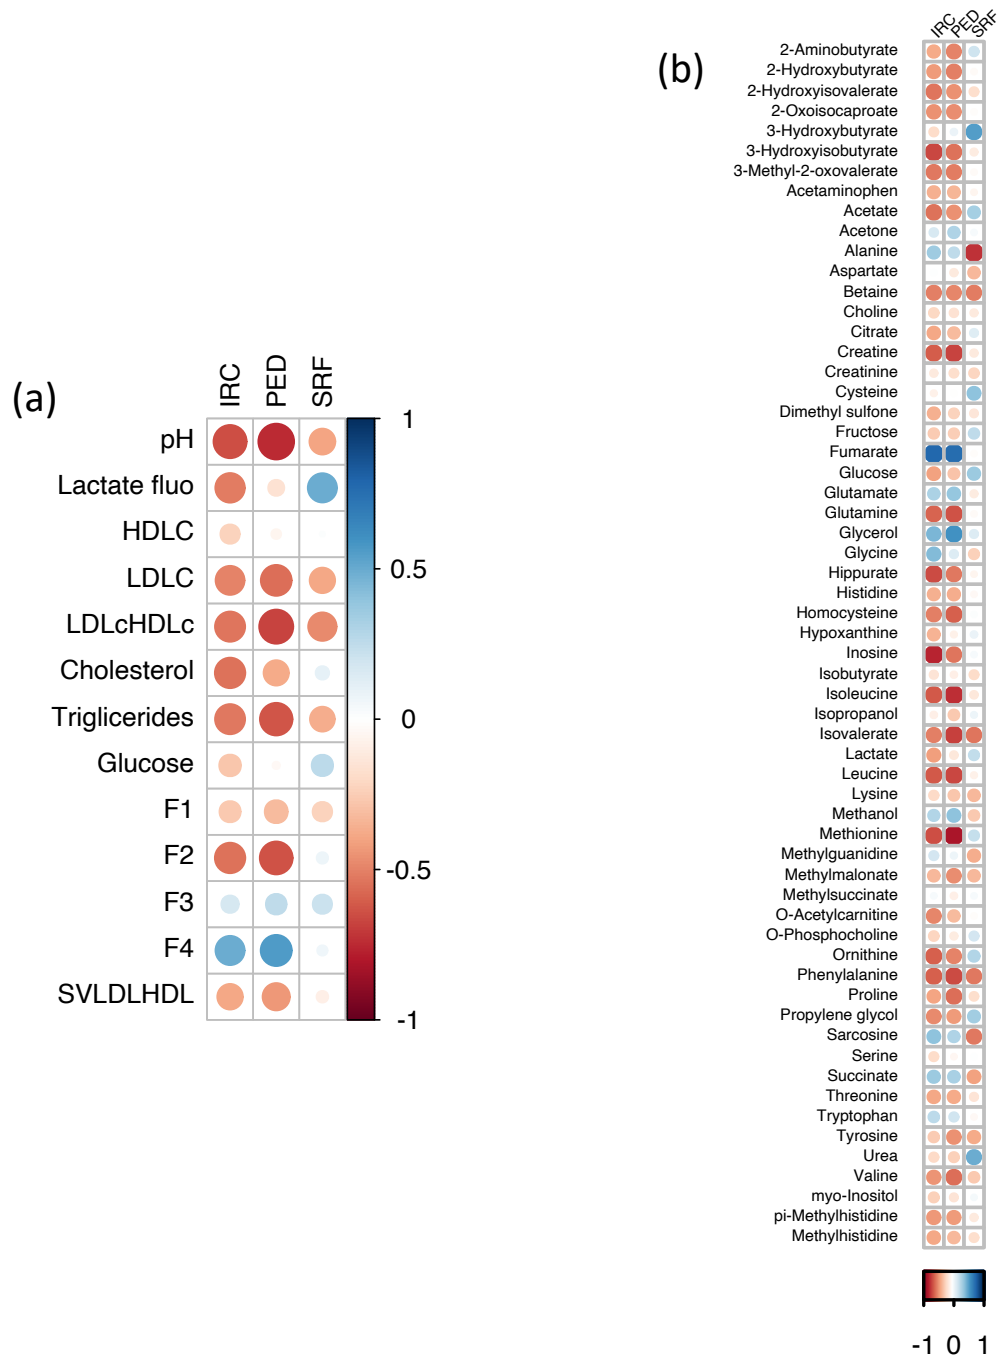 (a)
IRC PED SRF
pH
Lactate fluo
HDLC
LDLC
LDLcHDLc
Cholesterol
Triglicerides
Glucose
F1
F2
F3
F4
SVLDLHDL
1
0.5
0
-0.5
-1
(b)
IRC PED SRF
2-Aminobutyrate
2-Hydroxybutyrate
2-Hydroxyisovalerate
2-Oxoisocaproate
3-Hydroxybutyrate
3-Hydroxyisobutyrate
3-Methyl-2-oxovalerate
Acetaminophen
Acetate
Acetone
Alanine
Aspartate
Betaine
Choline
Citrate
Creatine
Creatinine
Cysteine
Dimethyl sulfone
Fructose
Fumarate
Glucose
Glutamate
Glutamine
Glycerol
Glycine
Hippurate
Histidine
Homocysteine
Hypoxanthine
Inosine
Isobutyrate
Isoleucine
Isopropanol
Isovalerate
Lactate
Leucine
Lysine
Methanol
Methionine
Methylguanidine
Methylmalonate
Methylsuccinate
O-Acetylcarnitine
O-Phosphocholine
Ornithine
Phenylalanine
Proline
Propylene glycol
Sarcosine
Serine
Succinate
Threonine
Tryptophan
Tyrosine
Urea
Valine
myo-Inositol
pi-Methylhistidine
Methylhistidine
-1 0 1